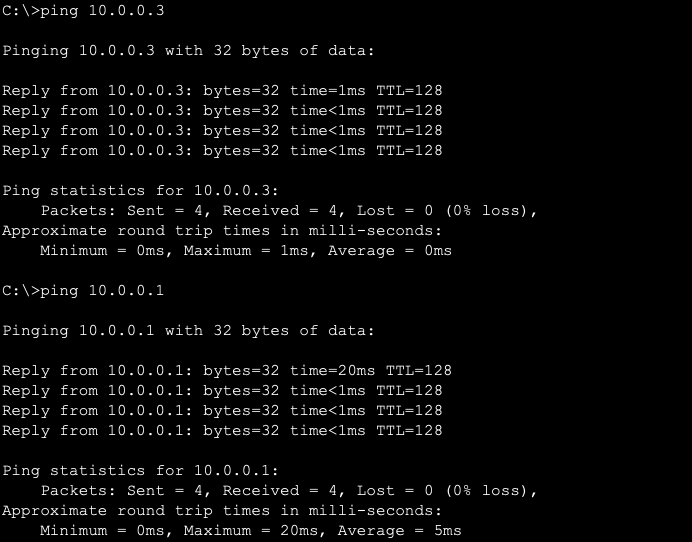 C:\>ping 10.0.0.3
Pinging 10.0.0.3 with 32 bytes of data:
Reply from 10.0.0.3: bytes=32 time=1ms TTL=128
Reply from 10.0.0.3: bytes=32 time<1ms TTL=128
Reply from 10.0.0.3: bytes=32 time<1ms TTL=128
Reply from 10.0.0.3: bytes=32 time<1ms TTL=128
Ping statistics for 10.0.0.3:
    Packets: Sent = 4, Received = 4, Lost = 0 (0% loss),
Approximate round trip times in milli-seconds:
    Minimum = 0ms, Maximum = 1ms, Average = 0ms
C:\>ping 10.0.0.1
Pinging 10.0.0.1 with 32 bytes of data:
Reply from 10.0.0.1: bytes=32 time=20ms TTL=128
Reply from 10.0.0.1: bytes=32 time<1ms TTL=128
Reply from 10.0.0.1: bytes=32 time<1ms TTL=128
Reply from 10.0.0.1: bytes=32 time<1ms TTL=128
Ping statistics for 10.0.0.1:
    Packets: Sent = 4, Received = 4, Lost = 0 (0% loss),
Approximate round trip times in milli-seconds:
    Minimum = 0ms, Maximum = 20ms, Average = 5ms